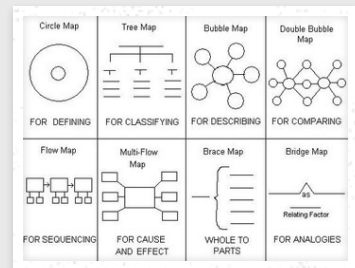 Circle Map
FOR DEFINING
Tree Map
FOR CLASSIFYING
Bubble Map
FOR DESCRIBING
Double Bubble
Map
FOR COMPARING
Flow Map
FOR SEQUENCING
Multi-Flow
Map
FOR CAUSE
AND EFFECT
Brace Map
WHOLE TO
PARTS
Bridge Map
as
Relating Factor
FOR ANALOGIES